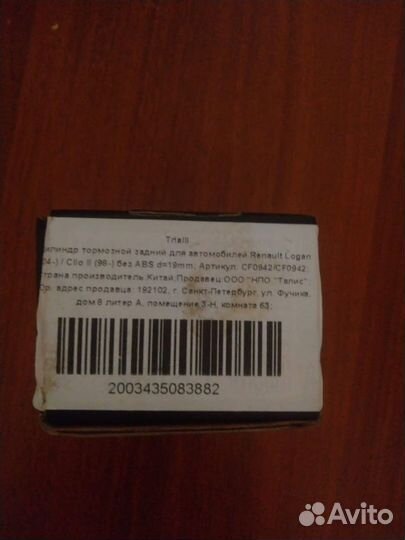 Trialli
илиндр тормозной задний для автомобилей Renault Logan
04-) / Clio II (98-) без ABS d=19mm, Артикул: CF0942/CF0942;
трана производитель:Китай;Продавец:ООО "НПО "Талис";
Юр. адрес продавца: 192102, г. Санкт-Петербург, ул. Фучика,
дом 8 литер А, помещение 3-Н, комната 63;
2003435083882
Avito